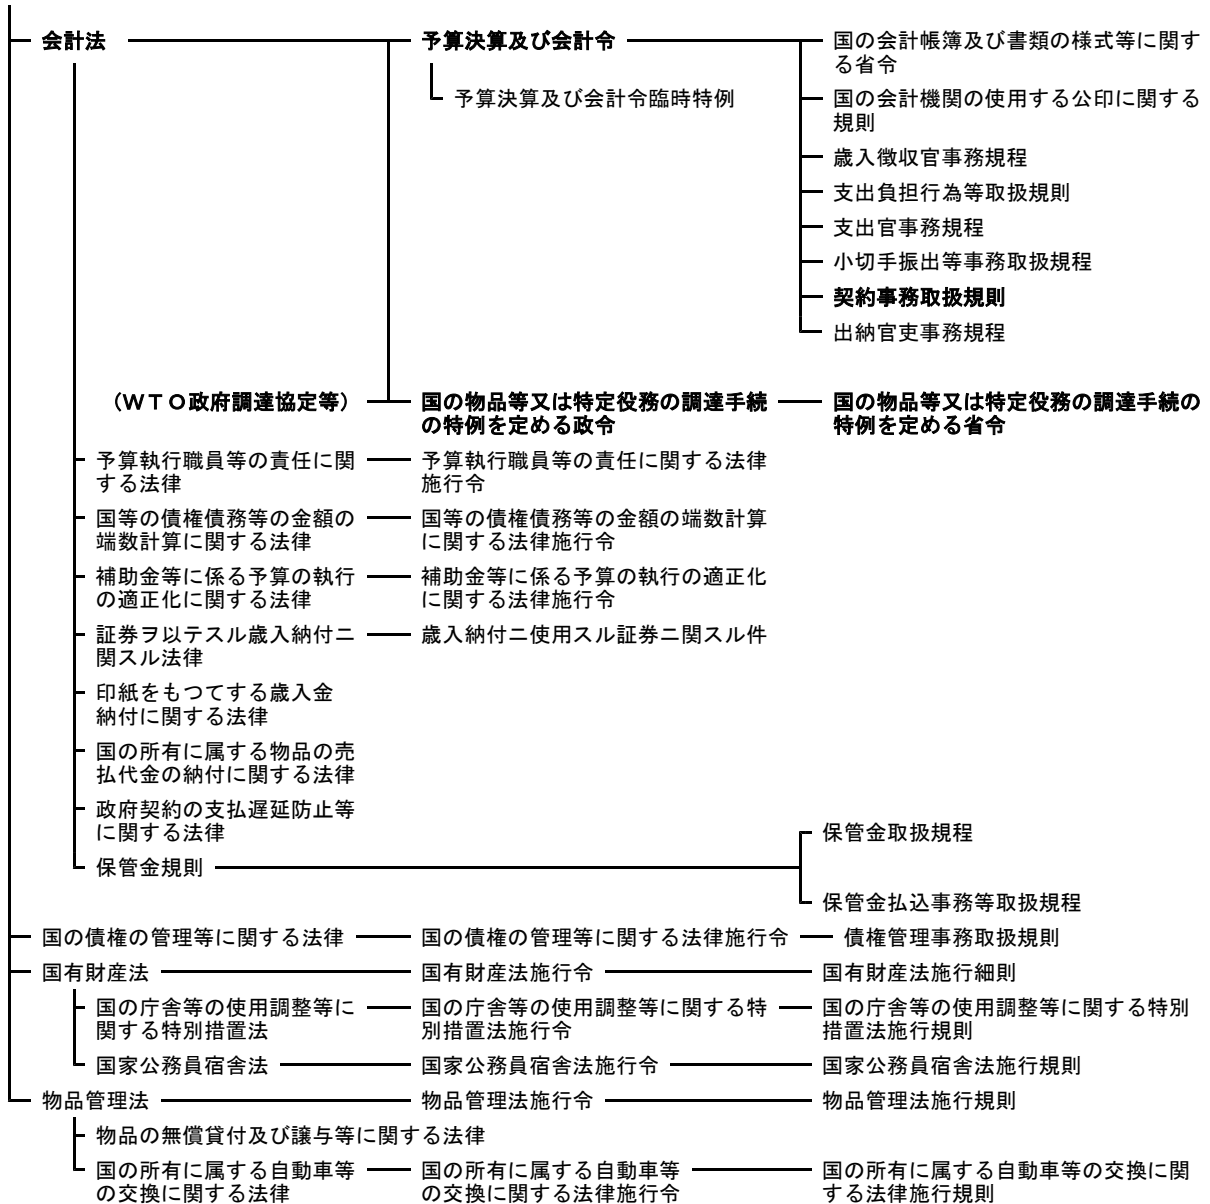 会計法
予算決算及び会計令
国の会計帳簿及び書類の様式等に関す
る省令
予算決算及び会計令臨時特例
国の会計機関の使用する公印に関する
規則
歳入徴収官事務規程
支出負担行為等取扱規則
支出官事務規程
小切手振出等事務取扱規程
契約事務取扱規則
出納官吏事務規程
（ＷＴＯ政府調達協定等）
国の物品等又は特定役務の調達手続
の特例を定める政令
国の物品等又は特定役務の調達手続の
特例を定める省令
予算執行職員等の責任に関
する法律
予算執行職員等の責任に関する法律
施行令
国等の債権債務等の金額の
端数計算に関する法律
国等の債権債務等の金額の端数計算
に関する法律施行令
補助金等に係る予算の執行
の適正化に関する法律
補助金等に係る予算の執行の適正化
に関する法律施行令
証券ヲ以テスル歳入納付ニ
関スル法律
歳入納付ニ使用スル証券ニ関スル件
印紙をもつてする歳入金
納付に関する法律
国の所有に属する物品の売
払代金の納付に関する法律
政府契約の支払遅延防止等
に関する法律
保管金規則
保管金取扱規程
保管金払込事務等取扱規程
国の債権の管理等に関する法律
国の債権の管理等に関する法律施行令
債権管理事務取扱規則
国有財産法
国有財産法施行令
国有財産法施行細則
国の庁舎等の使用調整等に
関する特別措置法
国の庁舎等の使用調整等に関する特
別措置法施行令
国の庁舎等の使用調整等に関する特別
措置法施行規則
国家公務員宿舎法
国家公務員宿舎法施行令
国家公務員宿舎法施行規則
物品管理法
物品管理法施行令
物品管理法施行規則
物品の無償貸付及び譲与等に関する法律
国の所有に属する自動車等
の交換に関する法律
国の所有に属する自動車等
の交換に関する法律施行令
国の所有に属する自動車等の交換に関
する法律施行規則